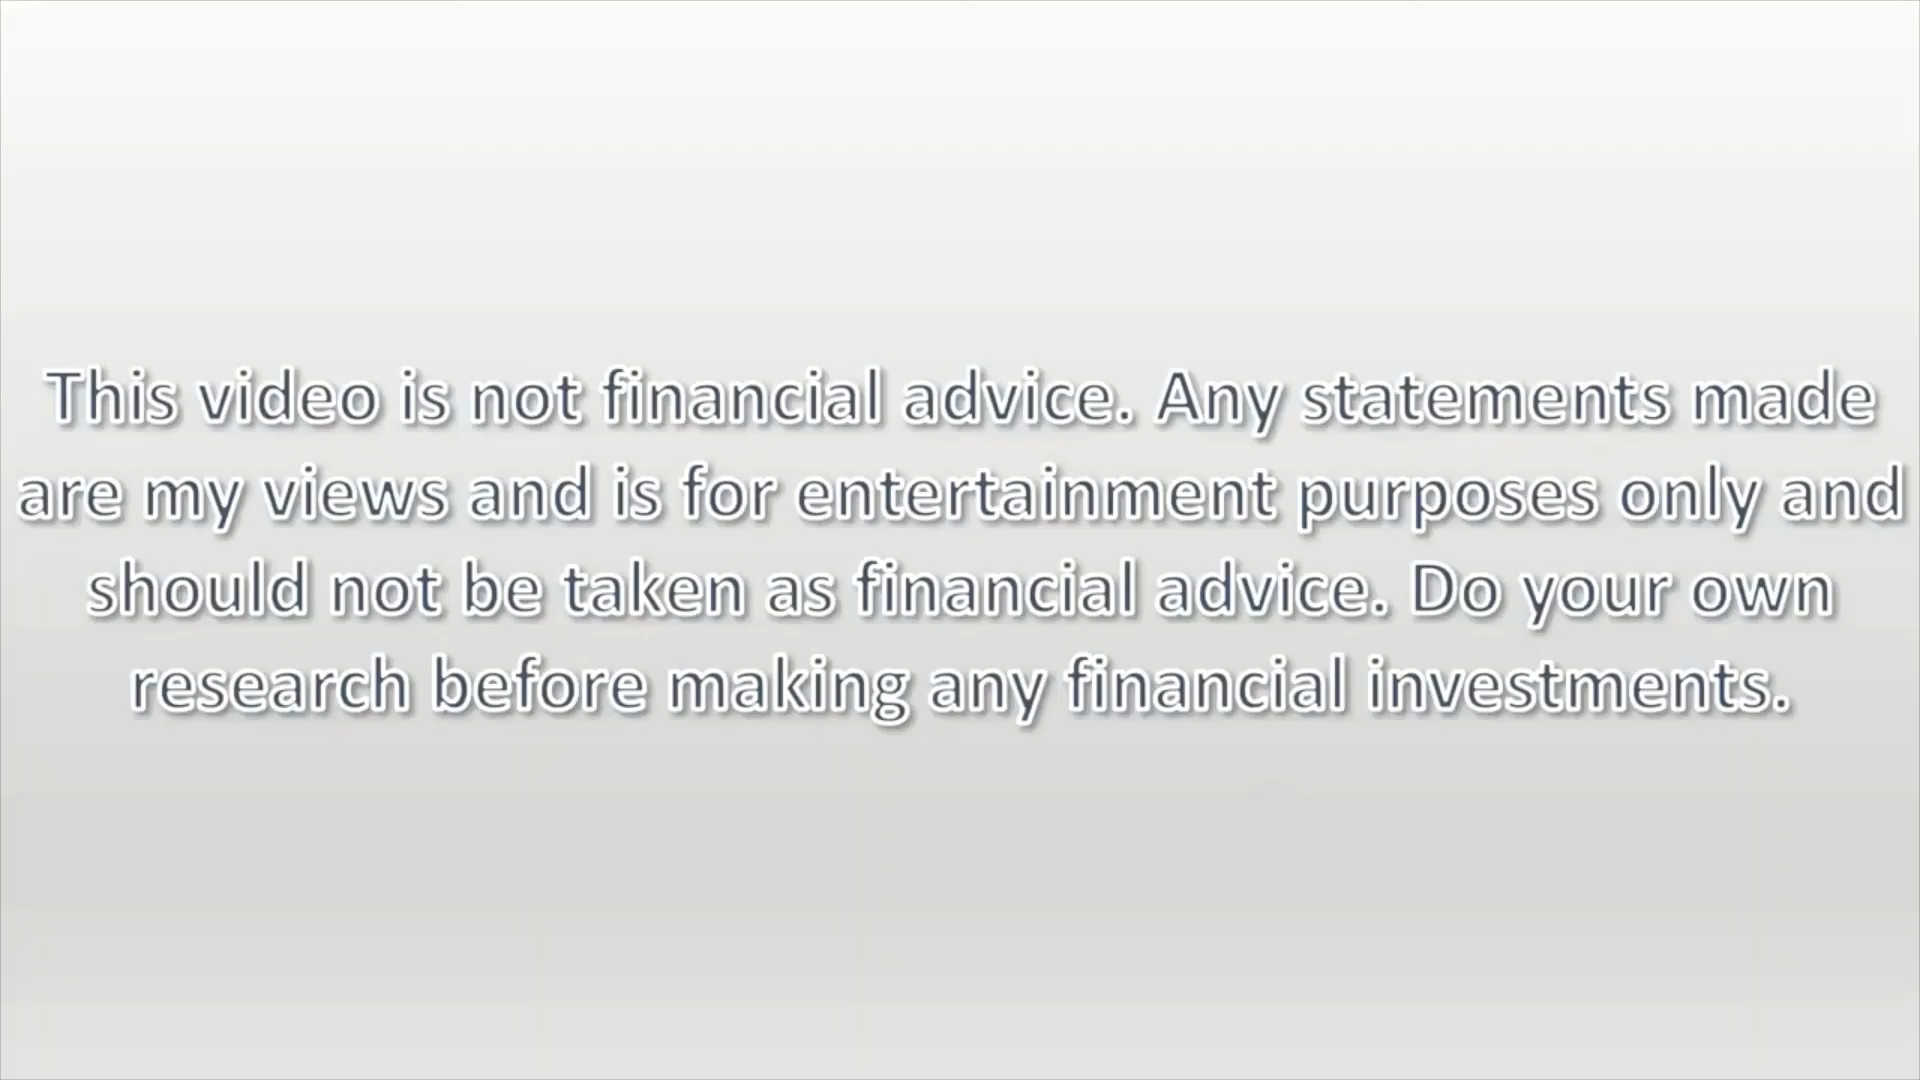 This video is not financial advice. Any statements made
are my views and is for entertainment purposes only and
should not be taken as financial advice. Do your own
research before making any financial investments.